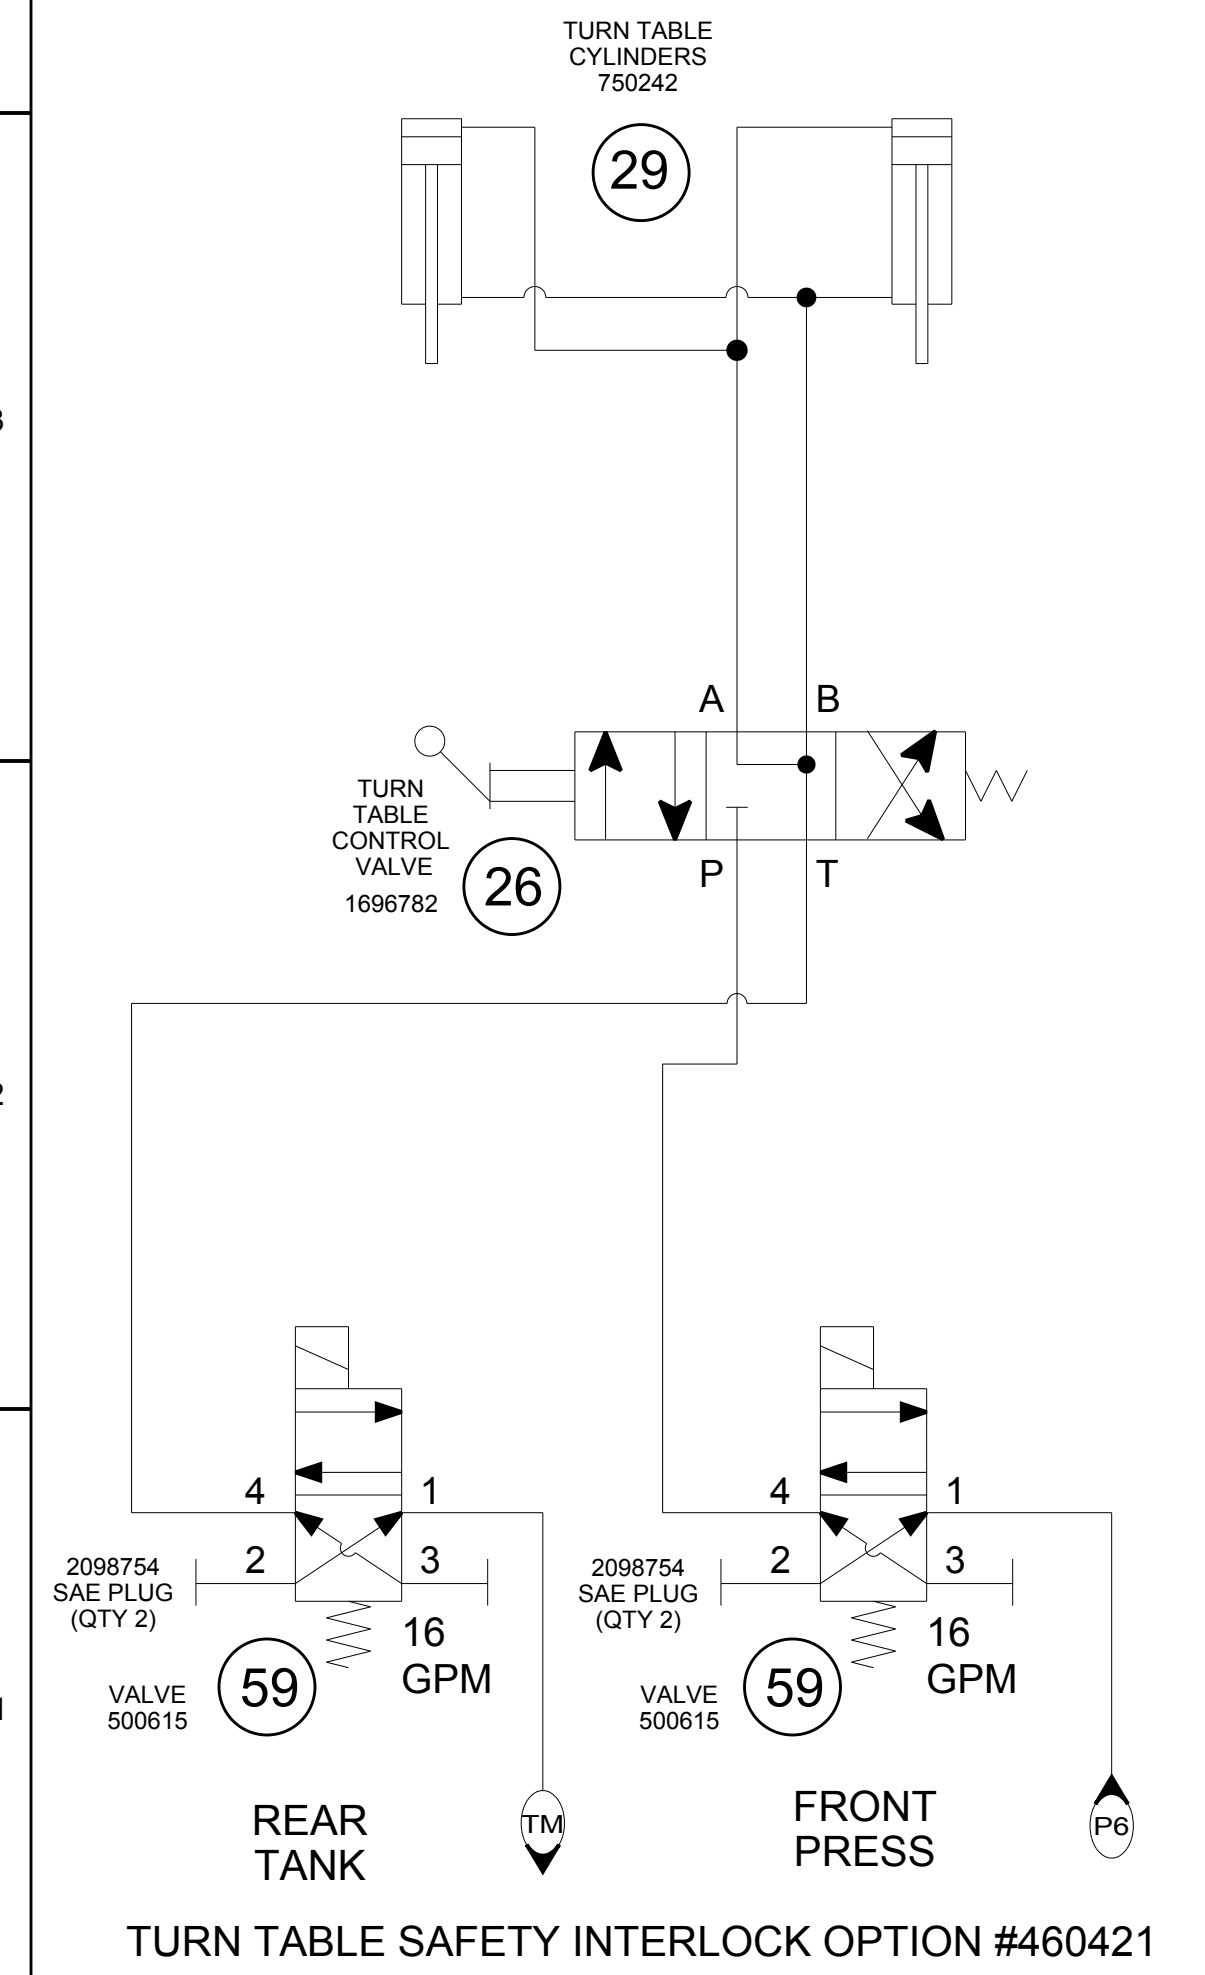 TURN TABLE
CYLINDERS
750242
29
A
B
TURN
TABLE
CONTROL
VALVE
1696782
26
P
T
4
1
4
1
2
3
2
3
2098754
SAE PLUG
(QTY 2)
2098754
SAE PLUG
(QTY 2)
16
GPM
16
GPM
59
59
VALVE
500615
VALVE
500615
REAR
TANK
TM
FRONT
PRESS
P6
TURN TABLE SAFETY INTERLOCK OPTION #460421